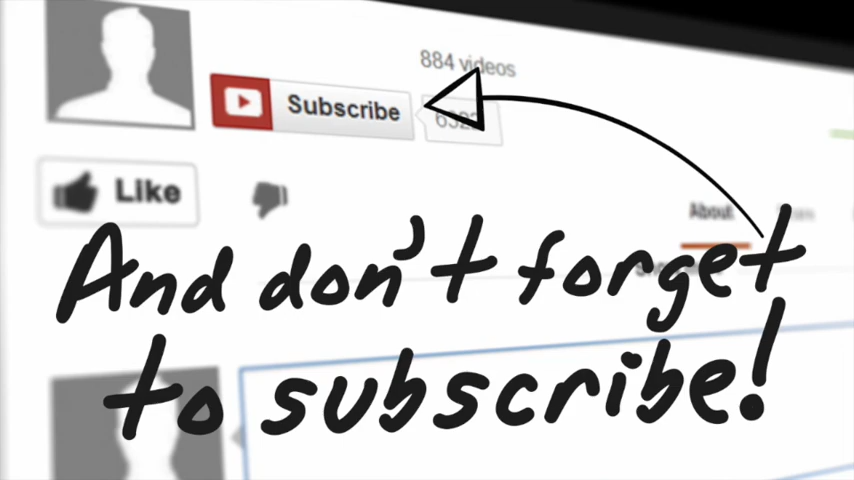 884 videos
Subscribe
Like
About
And don't forget
to subscribe!